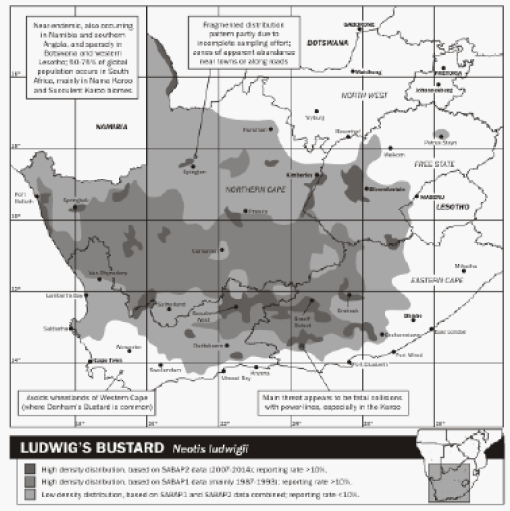 Near-endemic, also occurring
in Namibia and southern
Angola, and sparsely in
Botswana and western
Lesotho; 50-75% of global
population occurs in South
Africa, mainly in Nama Karoo
and Succulent Karoo biomes
Fragmented distribution
pattern partly due to
incomplete sampling effort;
zones of apparent abundance
near towns or along roads
GABORONE
BOTSWANA
Mahikeng
PRETORIA
Johannesburg
NORTH WEST
Vryburg
NAMIBIA
Kuruman
Bloemhof
Welkom
FREE STATE
Upington
Kimberley
Bloemfontein
MASERU
LESOTHO
NORTHERN CAPE
Port
Nolloth
Springbok
Prieska
Carnarvon
EASTERN CAPE
Mthatha
Van Rhynsdorp
Lambert's Bay
Sutherland
Beaufort
West
Graaff-
Reinet
Cradock
Bhisho
East London
Saldanha
Grahamstown
Oudtshoorn
Worcester
Cape Town
Swellendam
Mossel Bay
Knysna
Port Elizabeth
Port Alfred
Avoids wheatlands of Western Cape
(where Denham's Bustard is common)
Main threat appears to be fatal collisions
with power-lines, especially in the Karoo
LUDWIG'S BUSTARD Neotis ludwigii
High density distribution, based on SABAP2 data (2007-2014); reporting rate >10%.
High density distribution, based on SABAP1 data (mainly 1987-1993); reporting rate >10%.
Low density distribution, based on SABAP1 and SABAP2 data combined; reporting rate <10%.